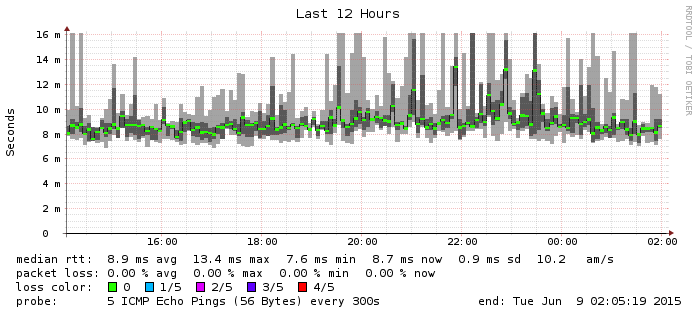 Last 12 Hours
RRDTOOL / TOBI OETIKER
Seconds
16 m
14 m
12 m
10 m
8 m
6 m
4 m
2 m
0
16:00 18:00 20:00 22:00 00:00 02:00
median rtt: 8.9 ms avg 13.4 ms max 7.6 ms min 8.7 ms now 0.9 ms sd 10.2 am/s
packet loss: 0.00 % avg 0.00 % max 0.00 % min 0.00 % now
loss color: 0 1/5 2/5 3/5 4/5
probe: 5 ICMP Echo Pings (56 Bytes) every 300s end: Tue Jun 9 02:05:19 2015